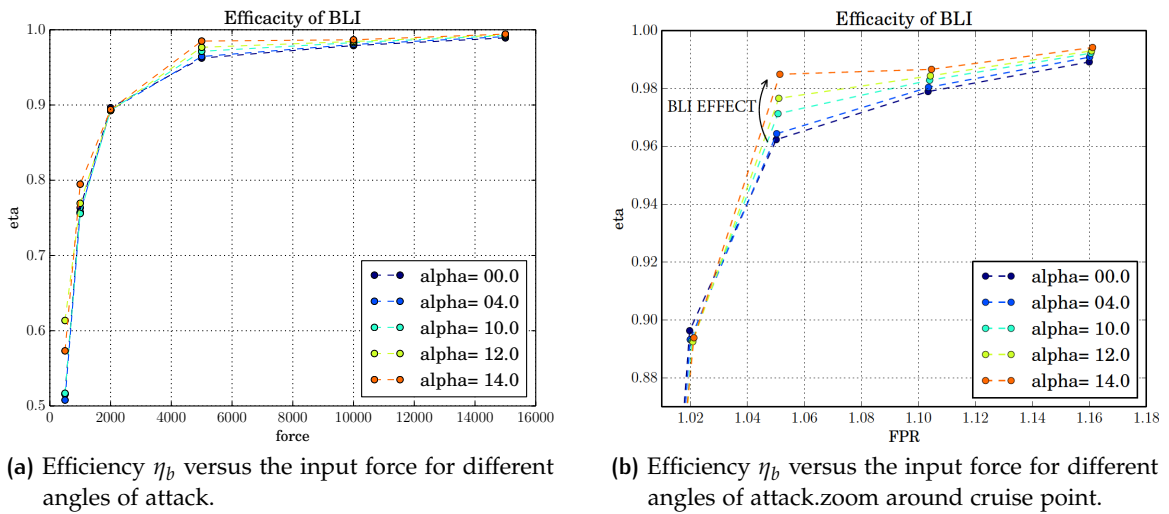 Efficacity of BLI
1.0
0.9
0.8
0.7
0.6
0.5
eta
0 2000 4000 6000 8000 10000 12000 14000 16000
force
alpha= 00.0
alpha= 04.0
alpha= 10.0
alpha= 12.0
alpha= 14.0
(a) Efficiency ηb versus the input force for different
angles of attack.
Efficacity of BLI
1.00
0.98
0.96
0.94
0.92
0.90
0.88
eta
BLI EFFECT
1.02 1.04 1.06 1.08 1.10 1.12 1.14 1.16 1.18
FPR
alpha= 00.0
alpha= 04.0
alpha= 10.0
alpha= 12.0
alpha= 14.0
(b) Efficiency ηb versus the input force for different
angles of attack.zoom around cruise point.